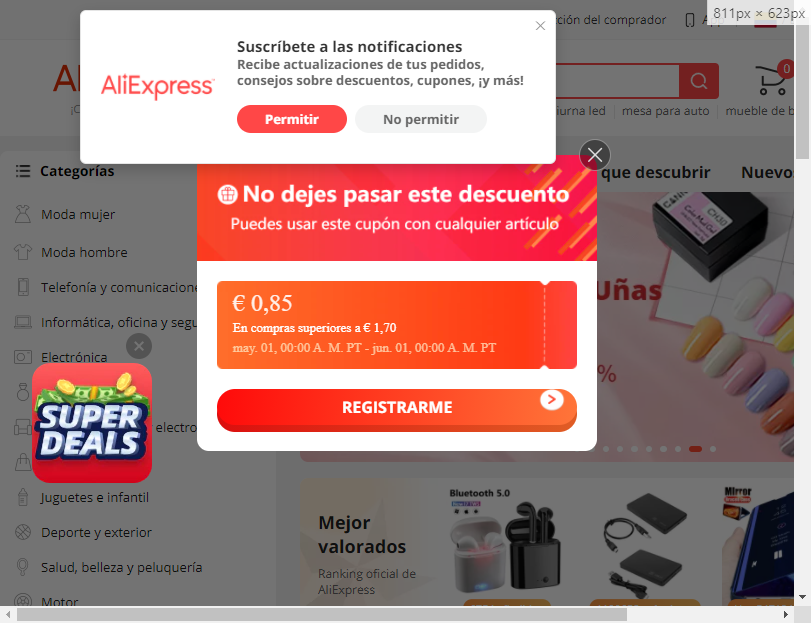 811px × 623px
ción del comprador
Suscríbete a las notificaciones
Recibe actualizaciones de tus pedidos,
consejos sobre descuentos, cupones, ¡y más!
AliExpress
Permitir
No permitir
0
iurna led
mesa para auto
mueble de b
Categorías
que descubrir
Nuevo
No dejes pasar este descuento
Puedes usar este cupón con cualquier artículo
Moda mujer
Moda hombre
Telefonía y comunicacione
Informática, oficina y segu
Electrónica
€ 0,85
En compras superiores a € 1,70
may. 01, 00:00 A. M. PT - jun. 01, 00:00 A. M. PT
Uñas
%
REGISTRARME
SUPER
DEALS
electro
Juguetes e infantil
Deporte y exterior
Salud, belleza y peluquería
Motor
Mejor
valorados
Ranking oficial de
AliExpress
Bluetooth 5.0
Mirror